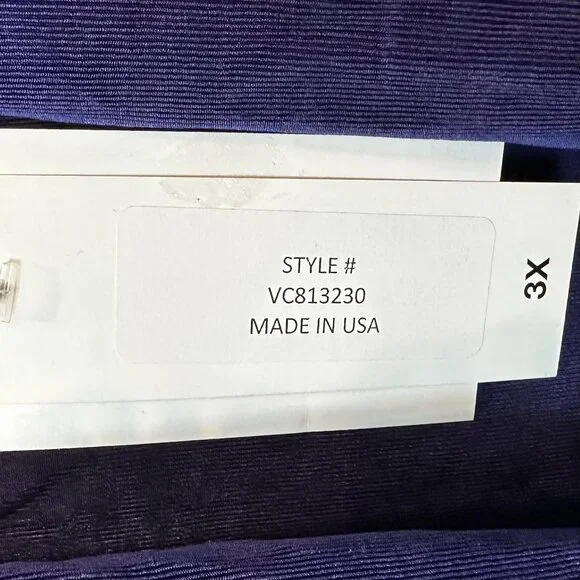 STYLE #
VC813230
MADE IN USA
3X